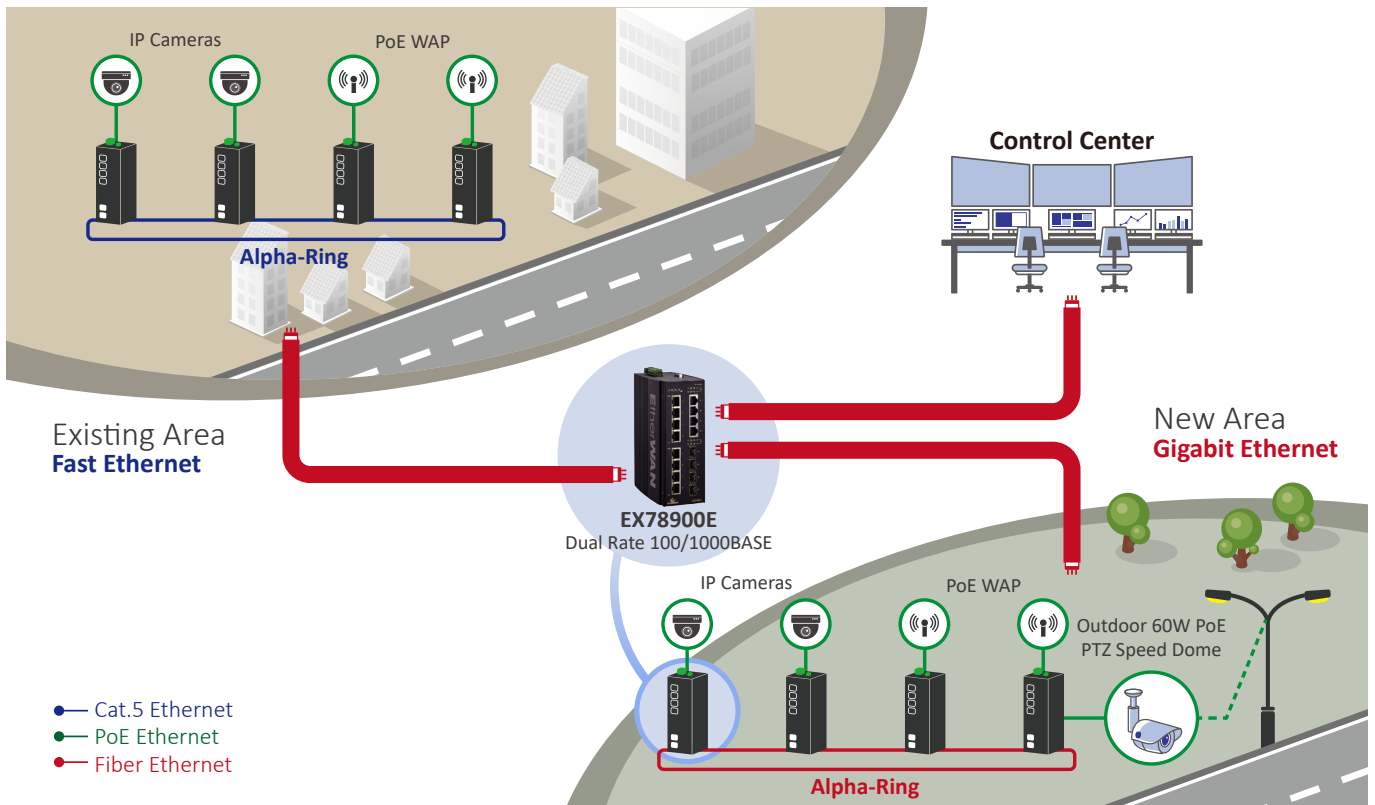 IP Cameras
PoE WAP
Alpha-Ring
Control Center
Existing Area
Fast Ethernet
EtherWAN
EX78900E
Dual Rate 100/1000BASE
New Area
Gigabit Ethernet
IP Cameras
PoE WAP
Outdoor 60W PoE
PTZ Speed Dome
Alpha-Ring
Cat.5 Ethernet
PoE Ethernet
Fiber Ethernet